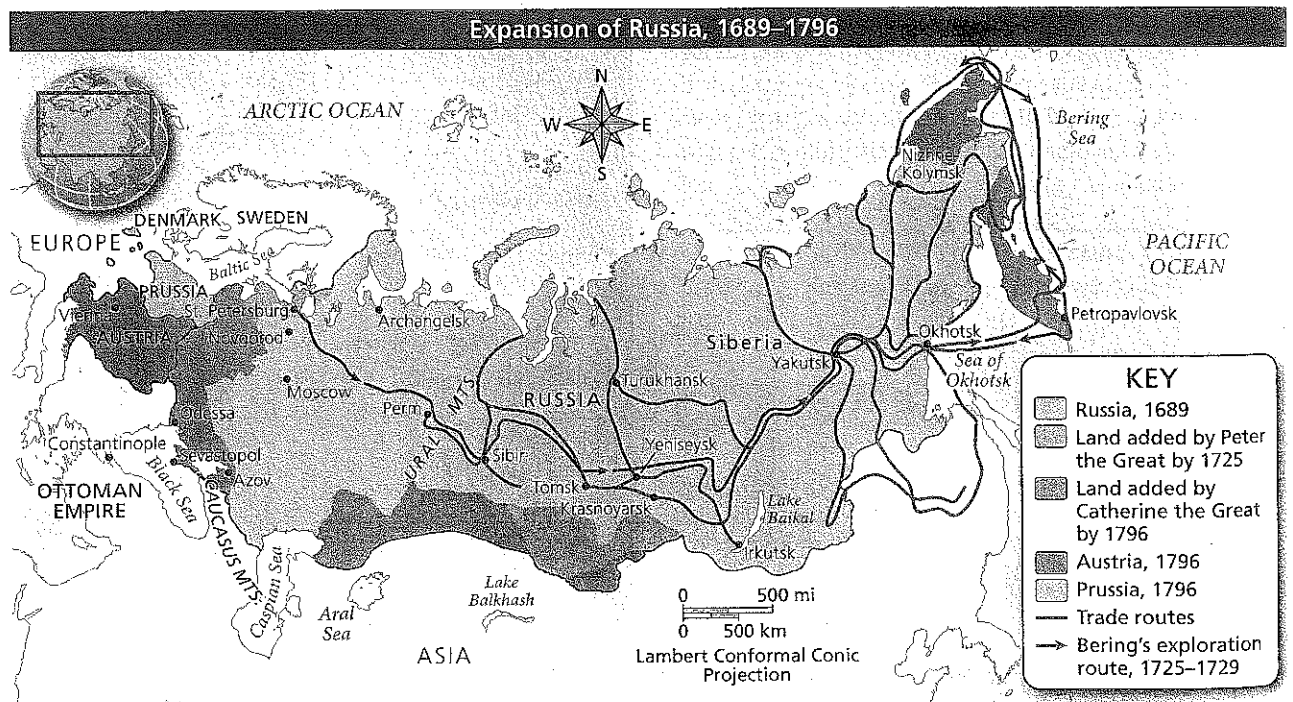 Expansion of Russia, 1689–1796
N
W
E
S
ARCTIC OCEAN
Bering
Sea
Nizhne
Kolymsk
DENMARK
SWEDEN
EUROPE
Baltic Sea
PACIFIC
OCEAN
PRUSSIA
St. Petersburg
Vienna
Archangelsk
Petropavlovsk
AUSTRIA
Novgorod
Okhotsk
Siberia
Yakutsk
Sea of
Okhotsk
Moscow
Turukhansk
Perm
URAL MTS.
RUSSIA
Odessa
Constantinople
Sevastopol
Sibir
Yeniseysk
Black Sea
Azov
Tomsk
OTTOMAN
EMPIRE
CAUCASUS MTS.
Krasnoyarsk
Lake
Baikal
Irkutsk
Caspian Sea
Aral
Sea
Lake
Balkhash
ASIA
0 500 mi
0 500 km
Lambert Conformal Conic
Projection
KEY
Russia, 1689
Land added by Peter
the Great by 1725
Land added by
Catherine the Great
by 1796
Austria, 1796
Prussia, 1796
Trade routes
Bering's exploration
route, 1725–1729